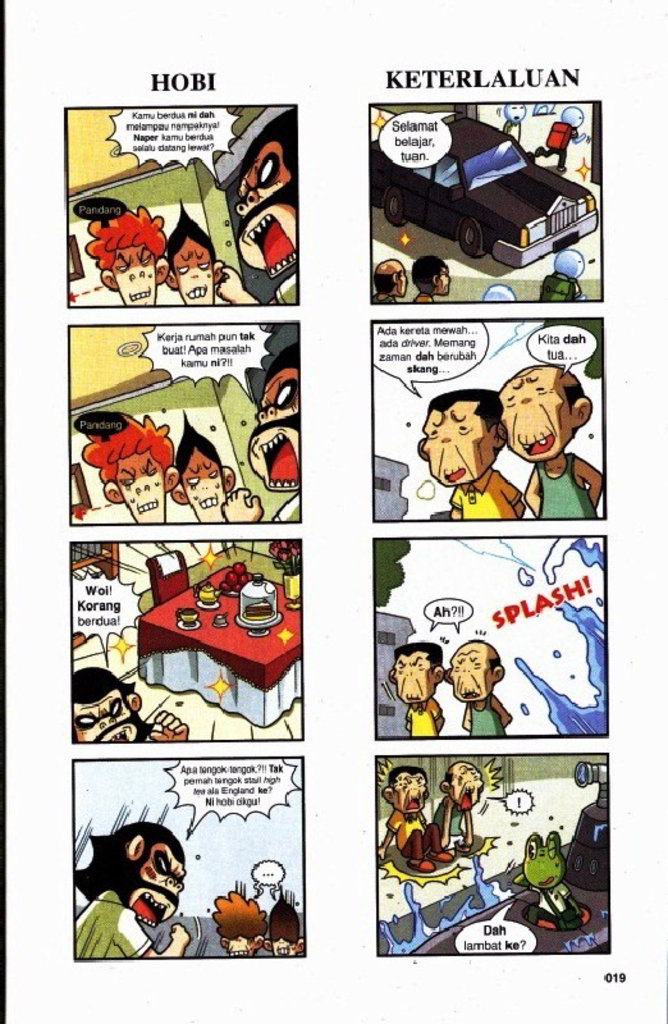 HOBI
Kamu berdua ni dah
melampau nampaknya!
Naper kamu berdua
selalu datang lewat?
Pandang
Kerja rumah pun tak
buat! Apa masalah
kamu ni?!!
Pandang
Woi!
Korang
berdua!
Apa tengok-tengok?!! Tak
pernah tengok stail high
tea ala England ke?
Ni hobi cikgu!
...
KETERLALUAN
Selamat
belajar,
tuan.
Ada kereta mewah...
ada driver. Memang
zaman dah berubah
skang...
Kita dah
tua...
Ah?!!
SPLASH!
!
Dah
lambat ke?
019